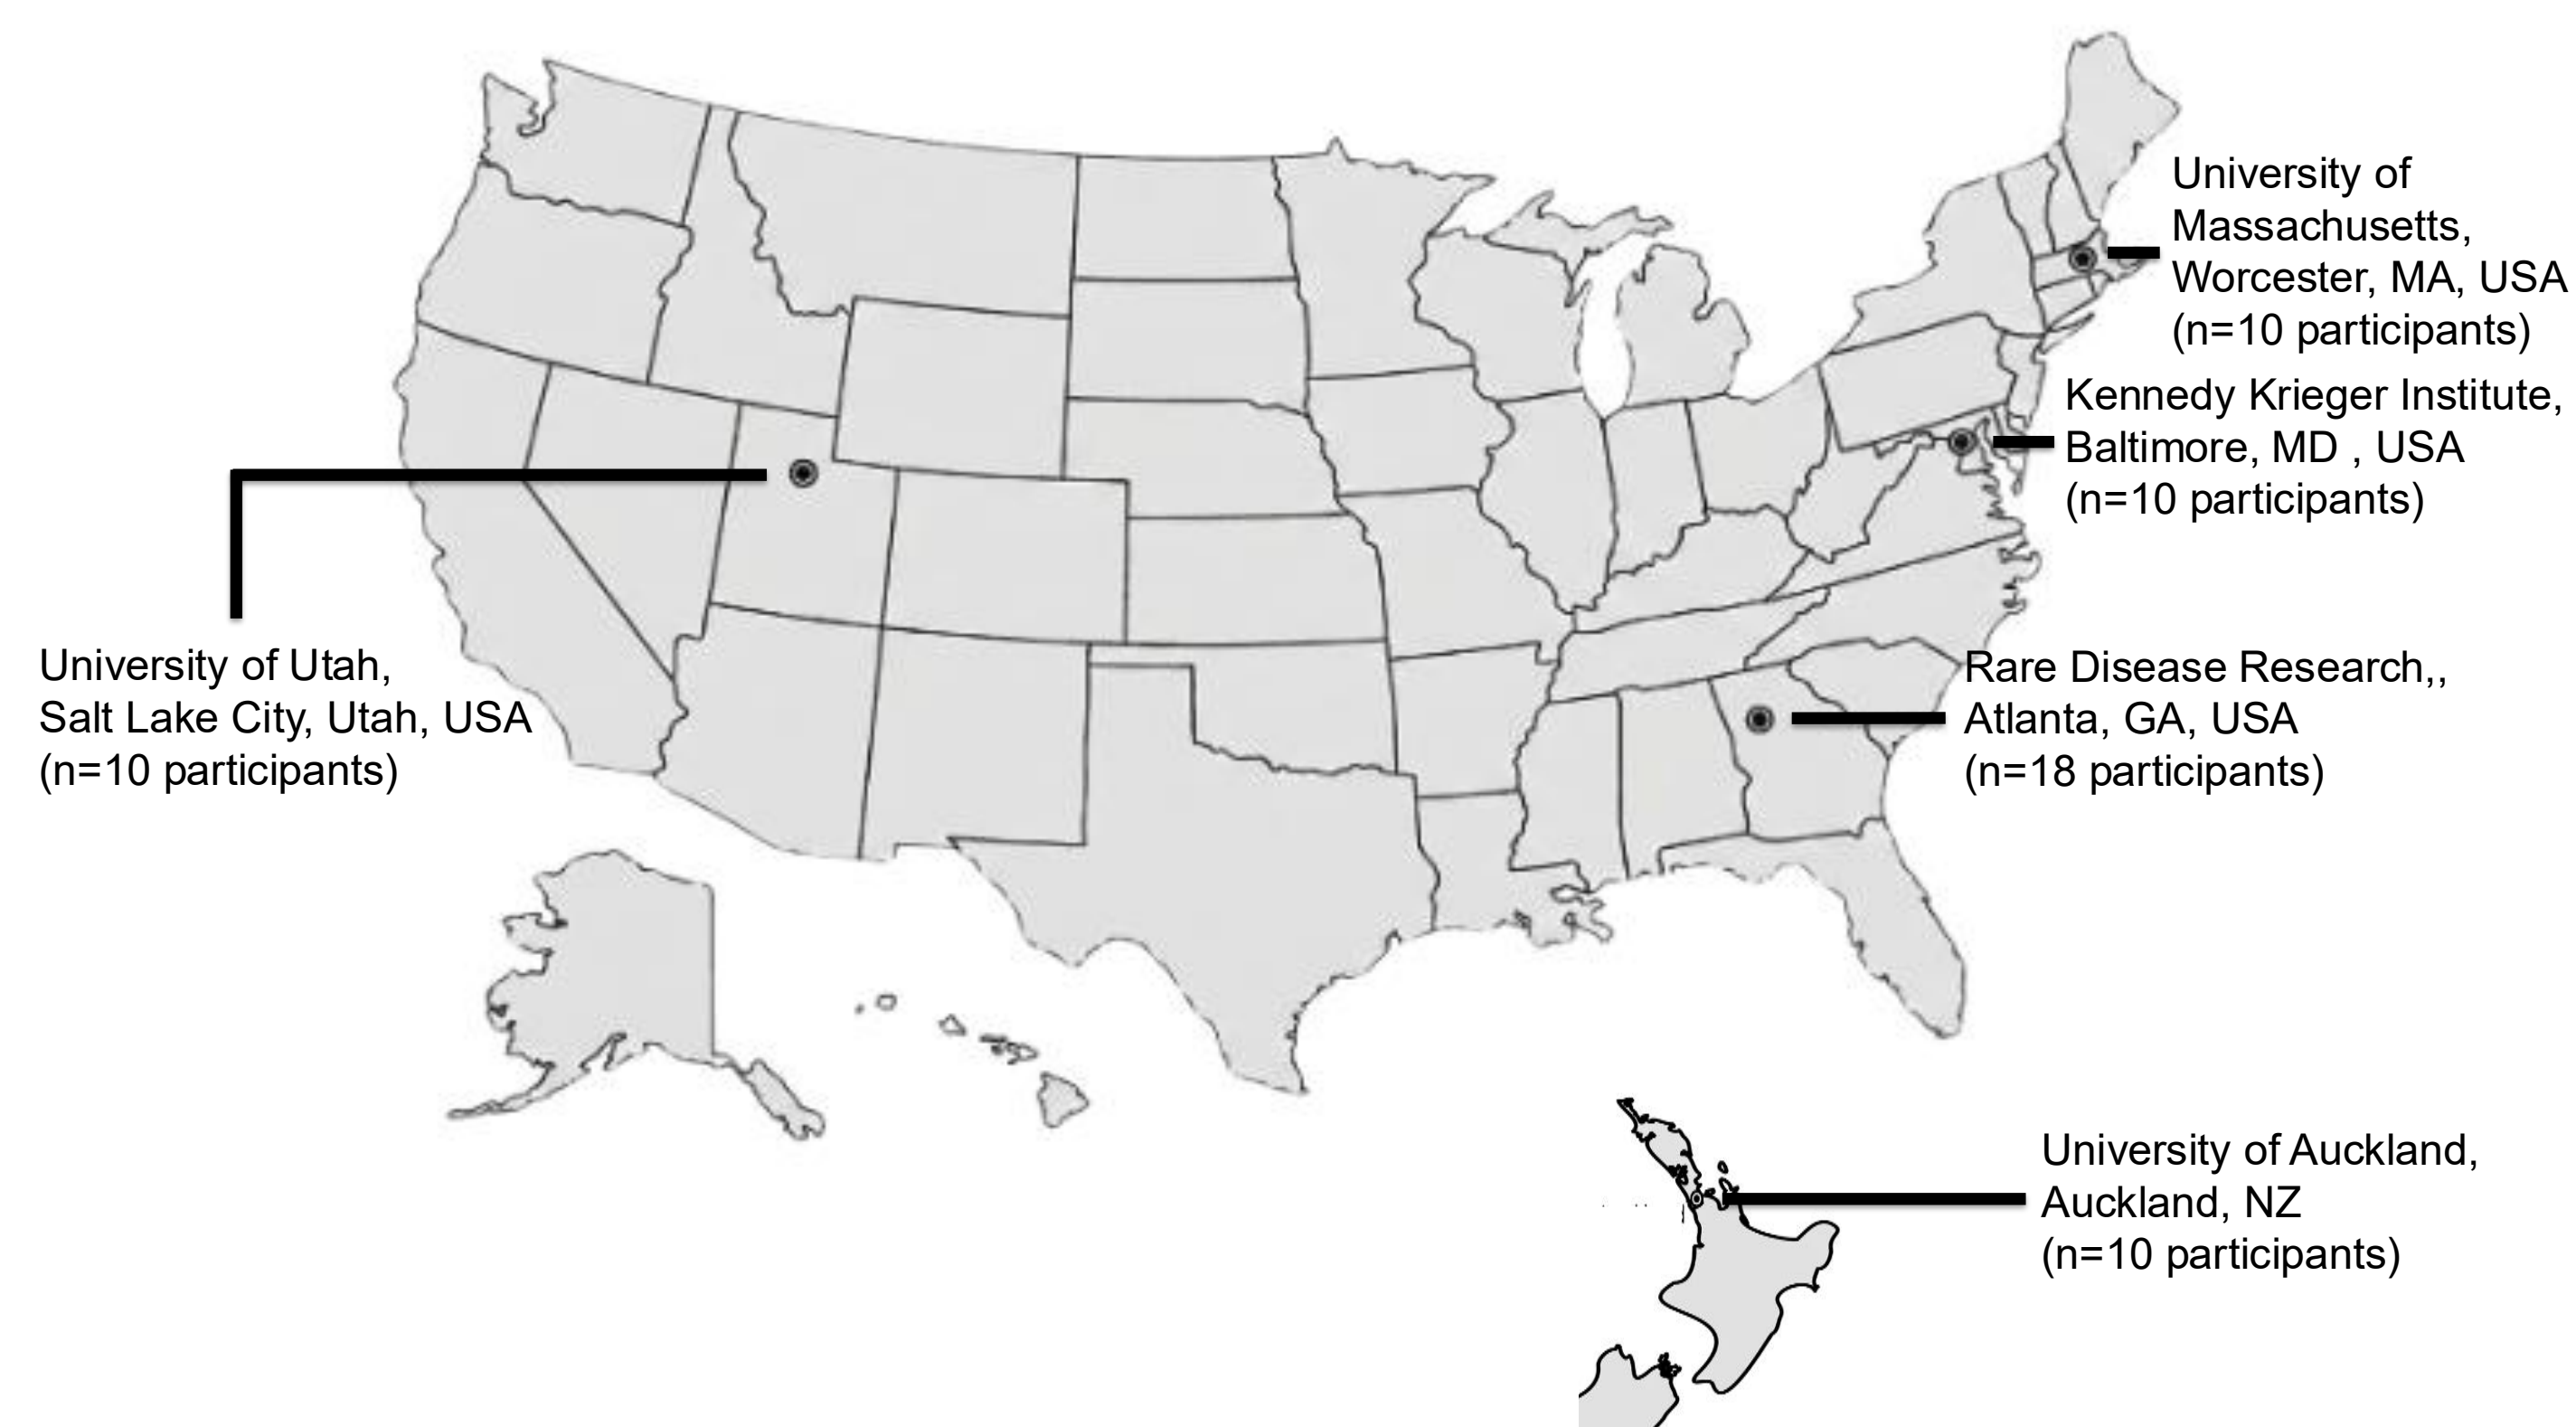 University of
Massachusetts,
Worcester, MA, USA
(n=10 participants)
Kennedy Krieger Institute,
Baltimore, MD , USA
(n=10 participants)
University of Utah,
Salt Lake City, Utah, USA
(n=10 participants)
Rare Disease Research,,
Atlanta, GA, USA
(n=18 participants)
University of Auckland,
Auckland, NZ
(n=10 participants)